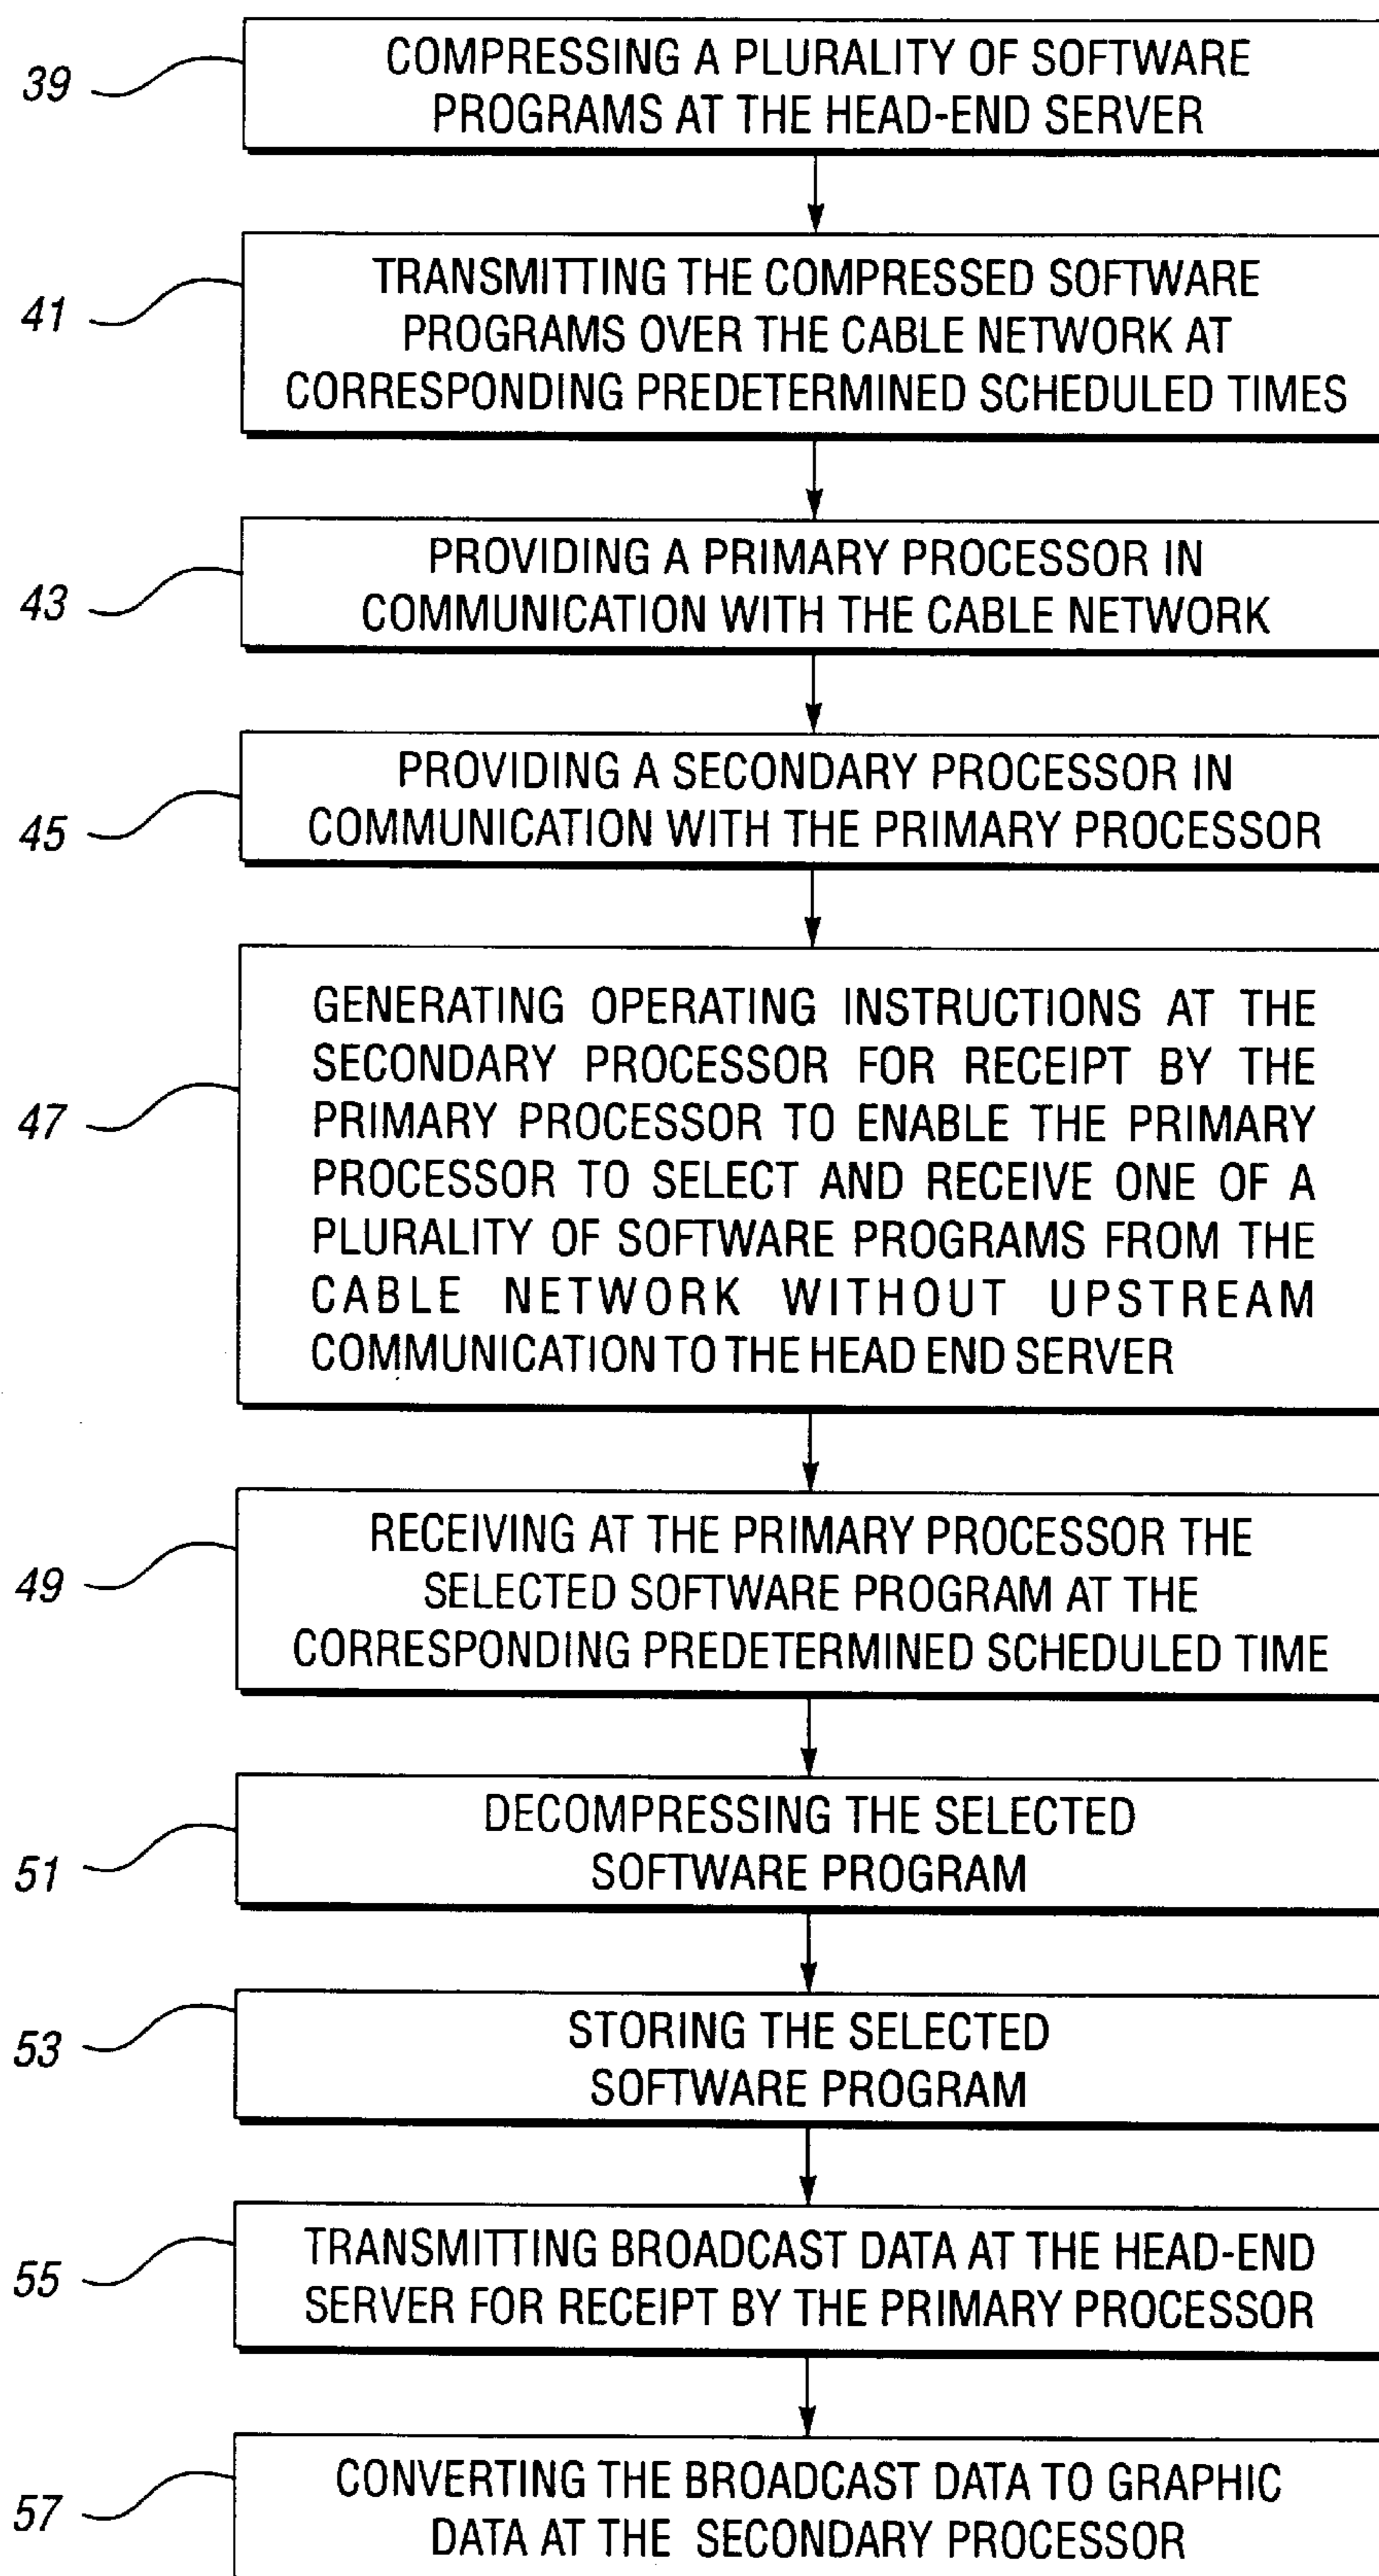 39
COMPRESSING A PLURALITY OF SOFTWARE
PROGRAMS AT THE HEAD-END SERVER
41
TRANSMITTING THE COMPRESSED SOFTWARE
PROGRAMS OVER THE CABLE NETWORK AT
CORRESPONDING PREDETERMINED SCHEDULED TIMES
43
PROVIDING A PRIMARY PROCESSOR IN
COMMUNICATION WITH THE CABLE NETWORK
45
PROVIDING A SECONDARY PROCESSOR IN
COMMUNICATION WITH THE PRIMARY PROCESSOR
47
GENERATING OPERATING INSTRUCTIONS AT THE
SECONDARY PROCESSOR FOR RECEIPT BY THE
PRIMARY PROCESSOR TO ENABLE THE PRIMARY
PROCESSOR TO SELECT AND RECEIVE ONE OF A
PLURALITY OF SOFTWARE PROGRAMS FROM THE
CABLE NETWORK WITHOUT UPSTREAM
COMMUNICATION TO THE HEAD END SERVER
49
RECEIVING AT THE PRIMARY PROCESSOR THE
SELECTED SOFTWARE PROGRAM AT THE
CORRESPONDING PREDETERMINED SCHEDULED TIME
51
DECOMPRESSING THE SELECTED
SOFTWARE PROGRAM
53
STORING THE SELECTED
SOFTWARE PROGRAM
55
TRANSMITTING BROADCAST DATA AT THE HEAD-END
SERVER FOR RECEIPT BY THE PRIMARY PROCESSOR
57
CONVERTING THE BROADCAST DATA TO GRAPHIC
DATA AT THE SECONDARY PROCESSOR